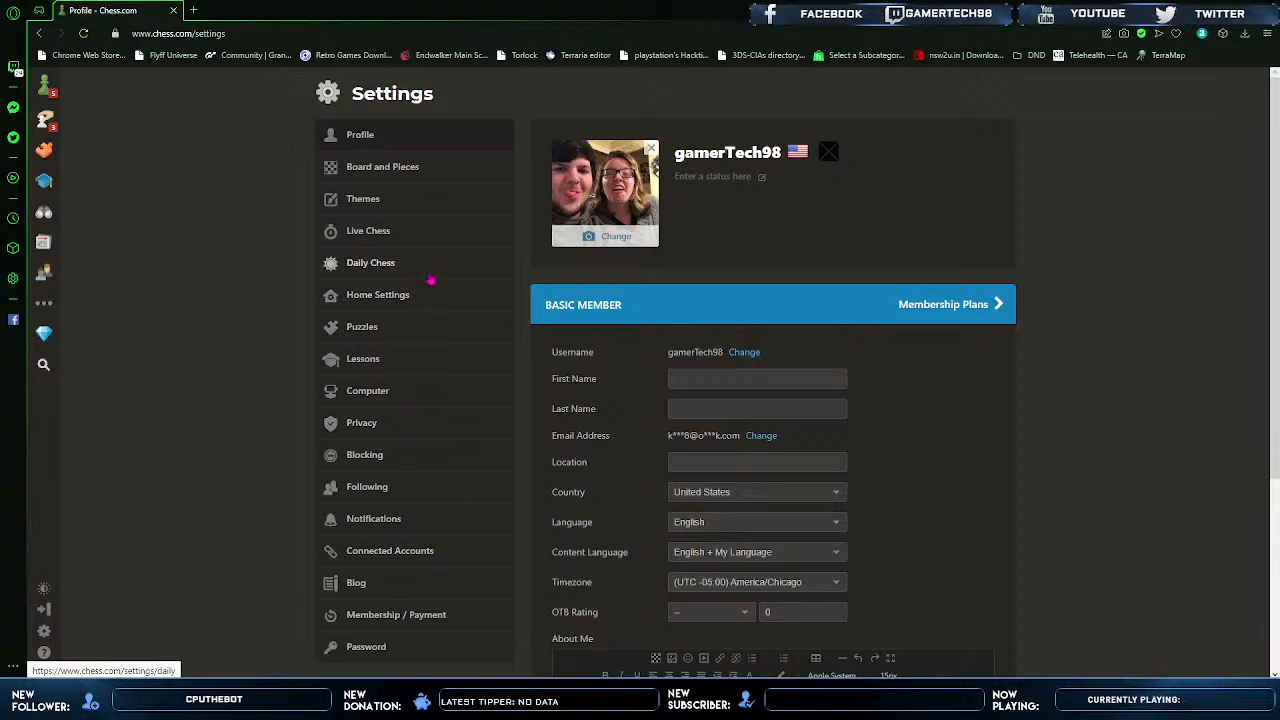 Profile - Chess.com
FACEBOOK
GAMERTECH98
YOUTUBE
TWITTER
www.chess.com/settings
Chrome Web Store...
Flyff Universe
Community | Gran...
Retro Games Downl...
Endwalker Main Sc...
Torlock
Terraria editor
playstation's Hackti...
3DS-CIAs directory
Select a Subcategor...
nsw2u.in | Downloa...
DND
Telehealth — CA
TerraMap
Settings
5
3
24
Profile
Board and Pieces
Themes
Live Chess
Daily Chess
Home Settings
Puzzles
Lessons
Computer
Privacy
Blocking
Following
Notifications
Connected Accounts
Blog
Membership / Payment
Password
gamerTech98
Enter a status here
Change
BASIC MEMBER
Membership Plans
Username gamerTech98 Change
First Name
Last Name
Email Address k***8@o***k.com Change
Location
Country United States
Language English
Content Language English + My Language
Timezone (UTC -05:00) America/Chicago
OTB Rating – 0
About Me
Apple System 15px
https://www.chess.com/settings/daily
NEW FOLLOWER:
CPUTHEBOT
NEW DONATION:
LATEST TIPPER: NO DATA
NEW SUBSCRIBER:
NOW PLAYING:
CURRENTLY PLAYING: